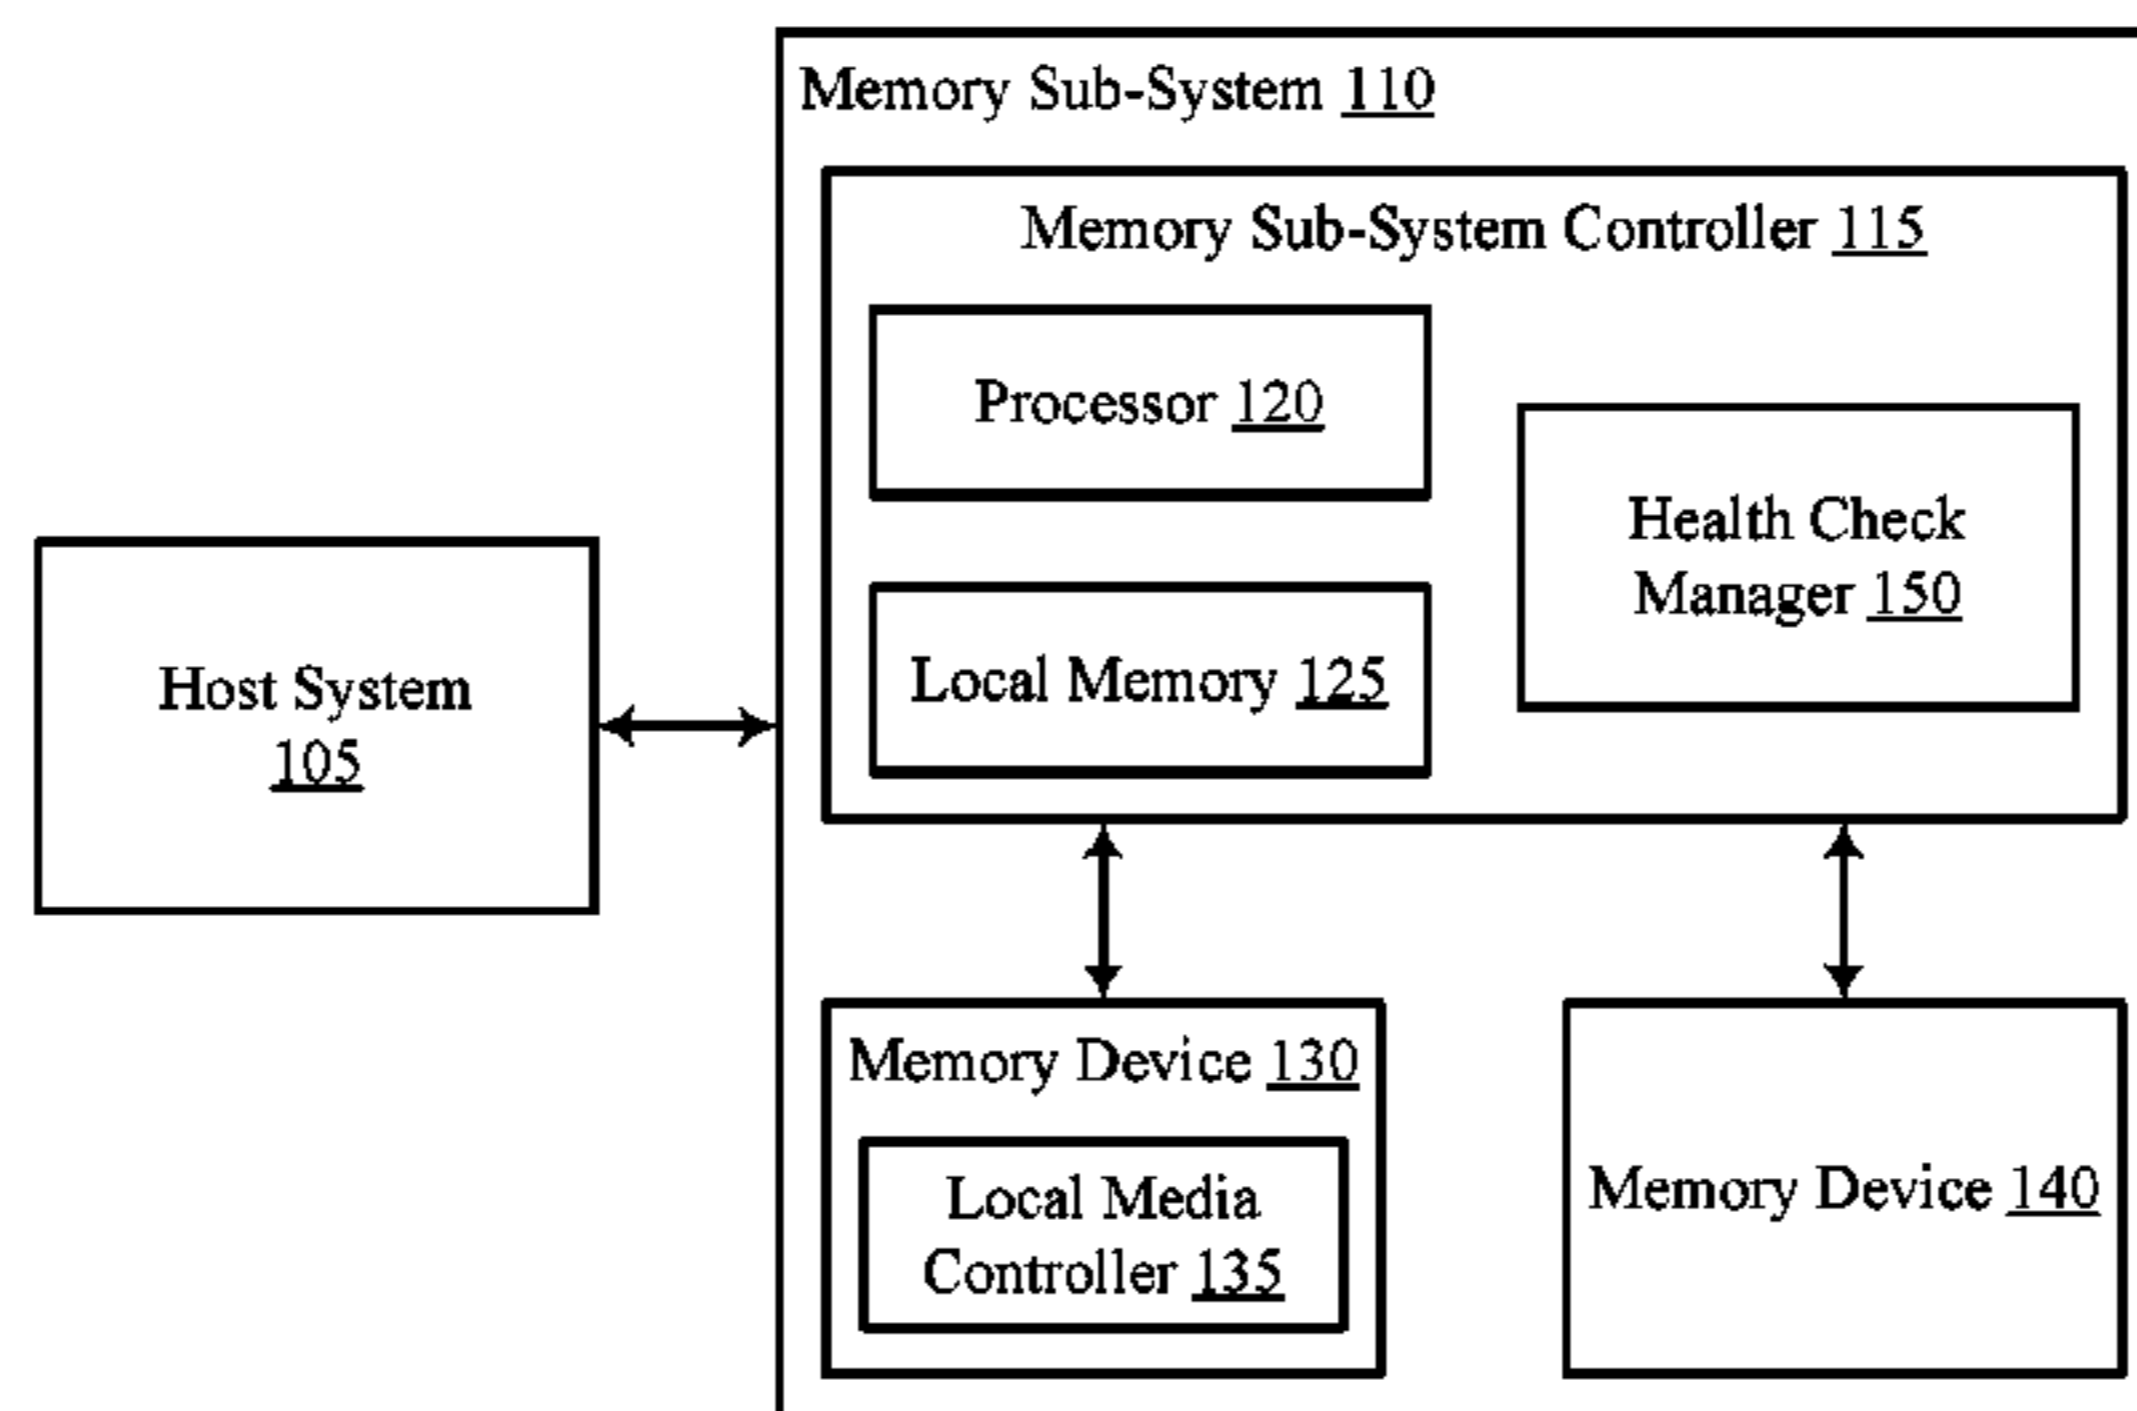 Memory Sub-System 110
Memory Sub-System Controller 115
Processor 120
Health Check
Manager 150
Local Memory 125
Host System
105
Memory Device 130
Local Media
Controller 135
Memory Device 140